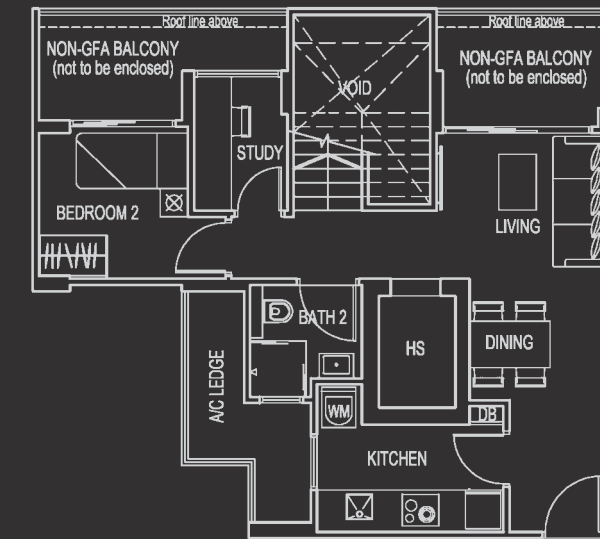 Roof line above
Roof line above
NON-GFA BALCONY
(not to be enclosed)
NON-GFA BALCONY
(not to be enclosed)
VOID
STUDY
BEDROOM 2
LIVING
BATH 2
HS
DINING
A/C LEDGE
WM
DB
KITCHEN